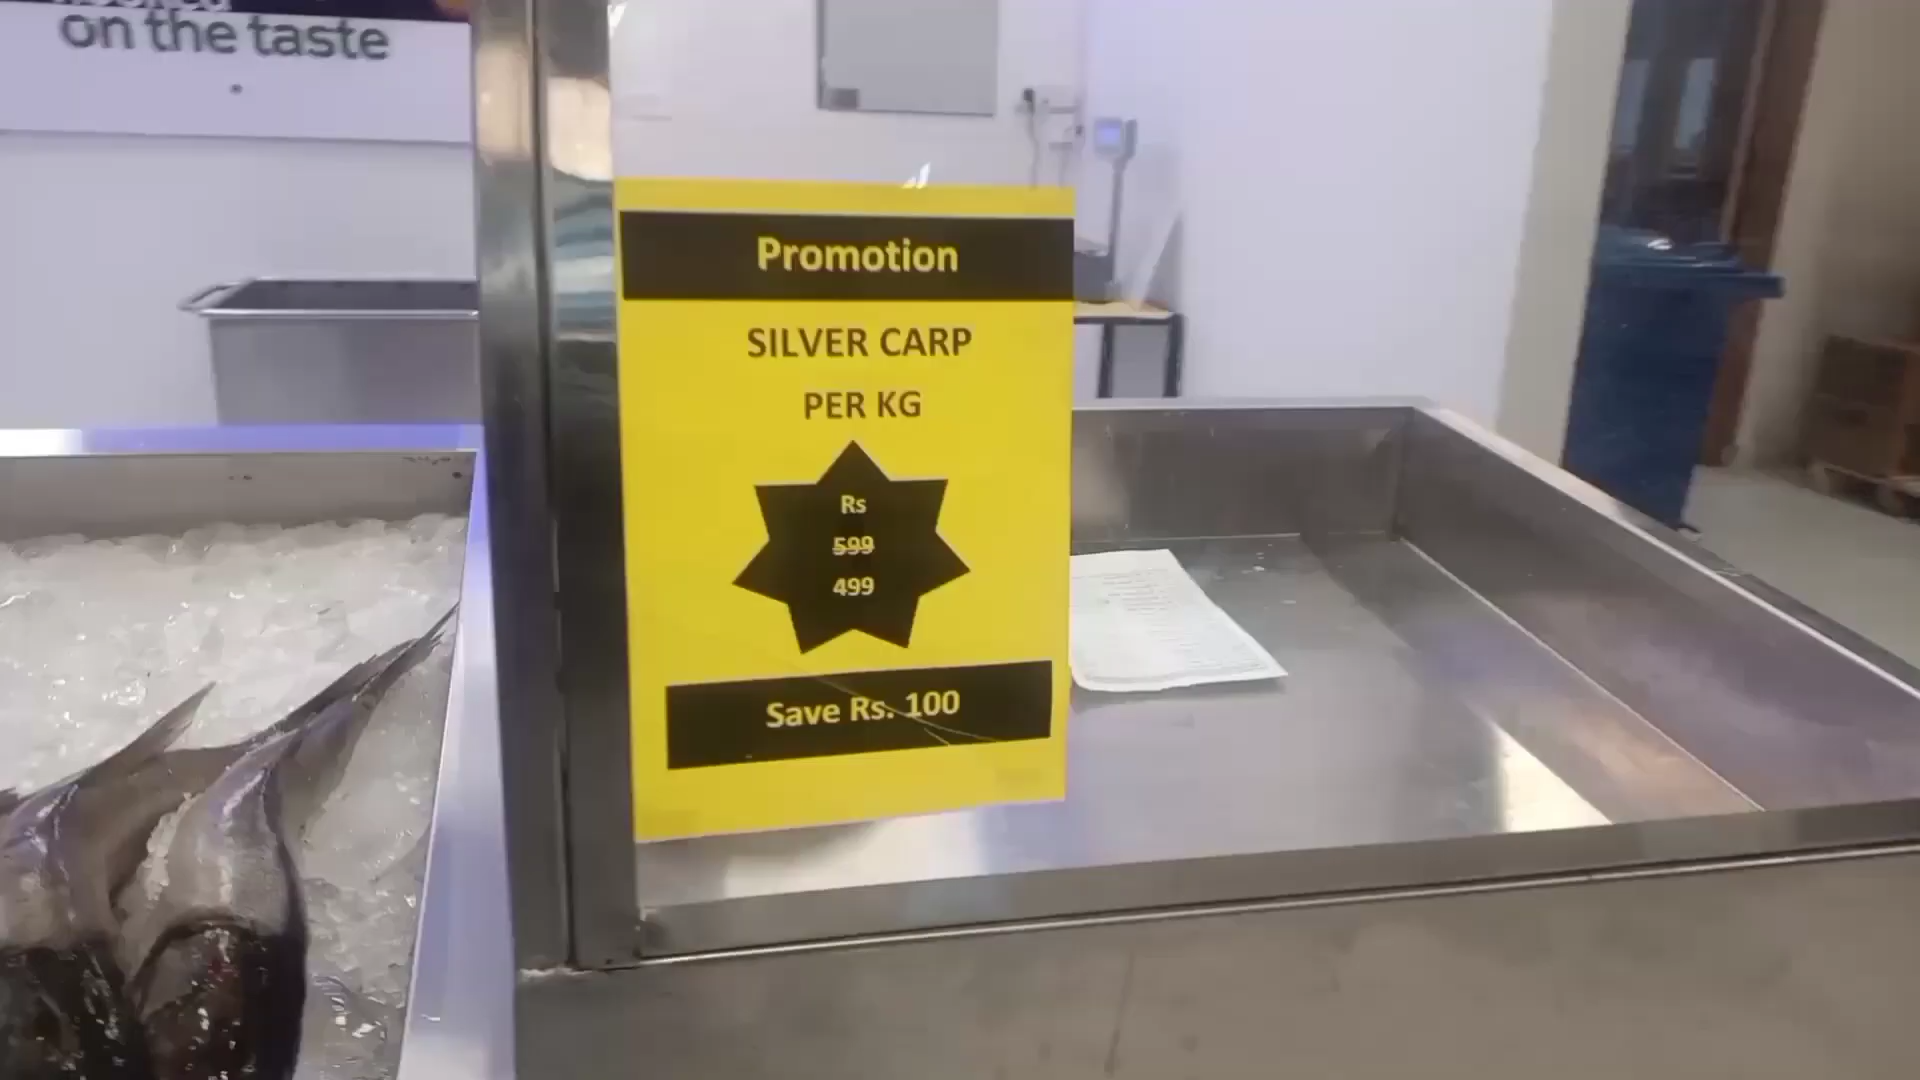 on the taste
Promotion
SILVER CARP
PER KG
Rs
599
499
Save Rs. 100